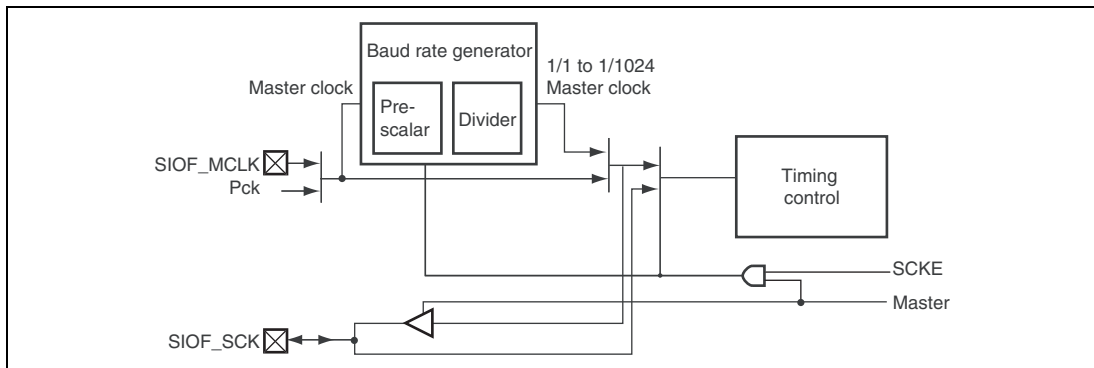 Baud rate generator
1/1 to 1/1024
Master clock
Master clock
Pre-
scalar
Divider
SIOF_MCLK
Pck
Timing
control
SCKE
Master
SIOF_SCK